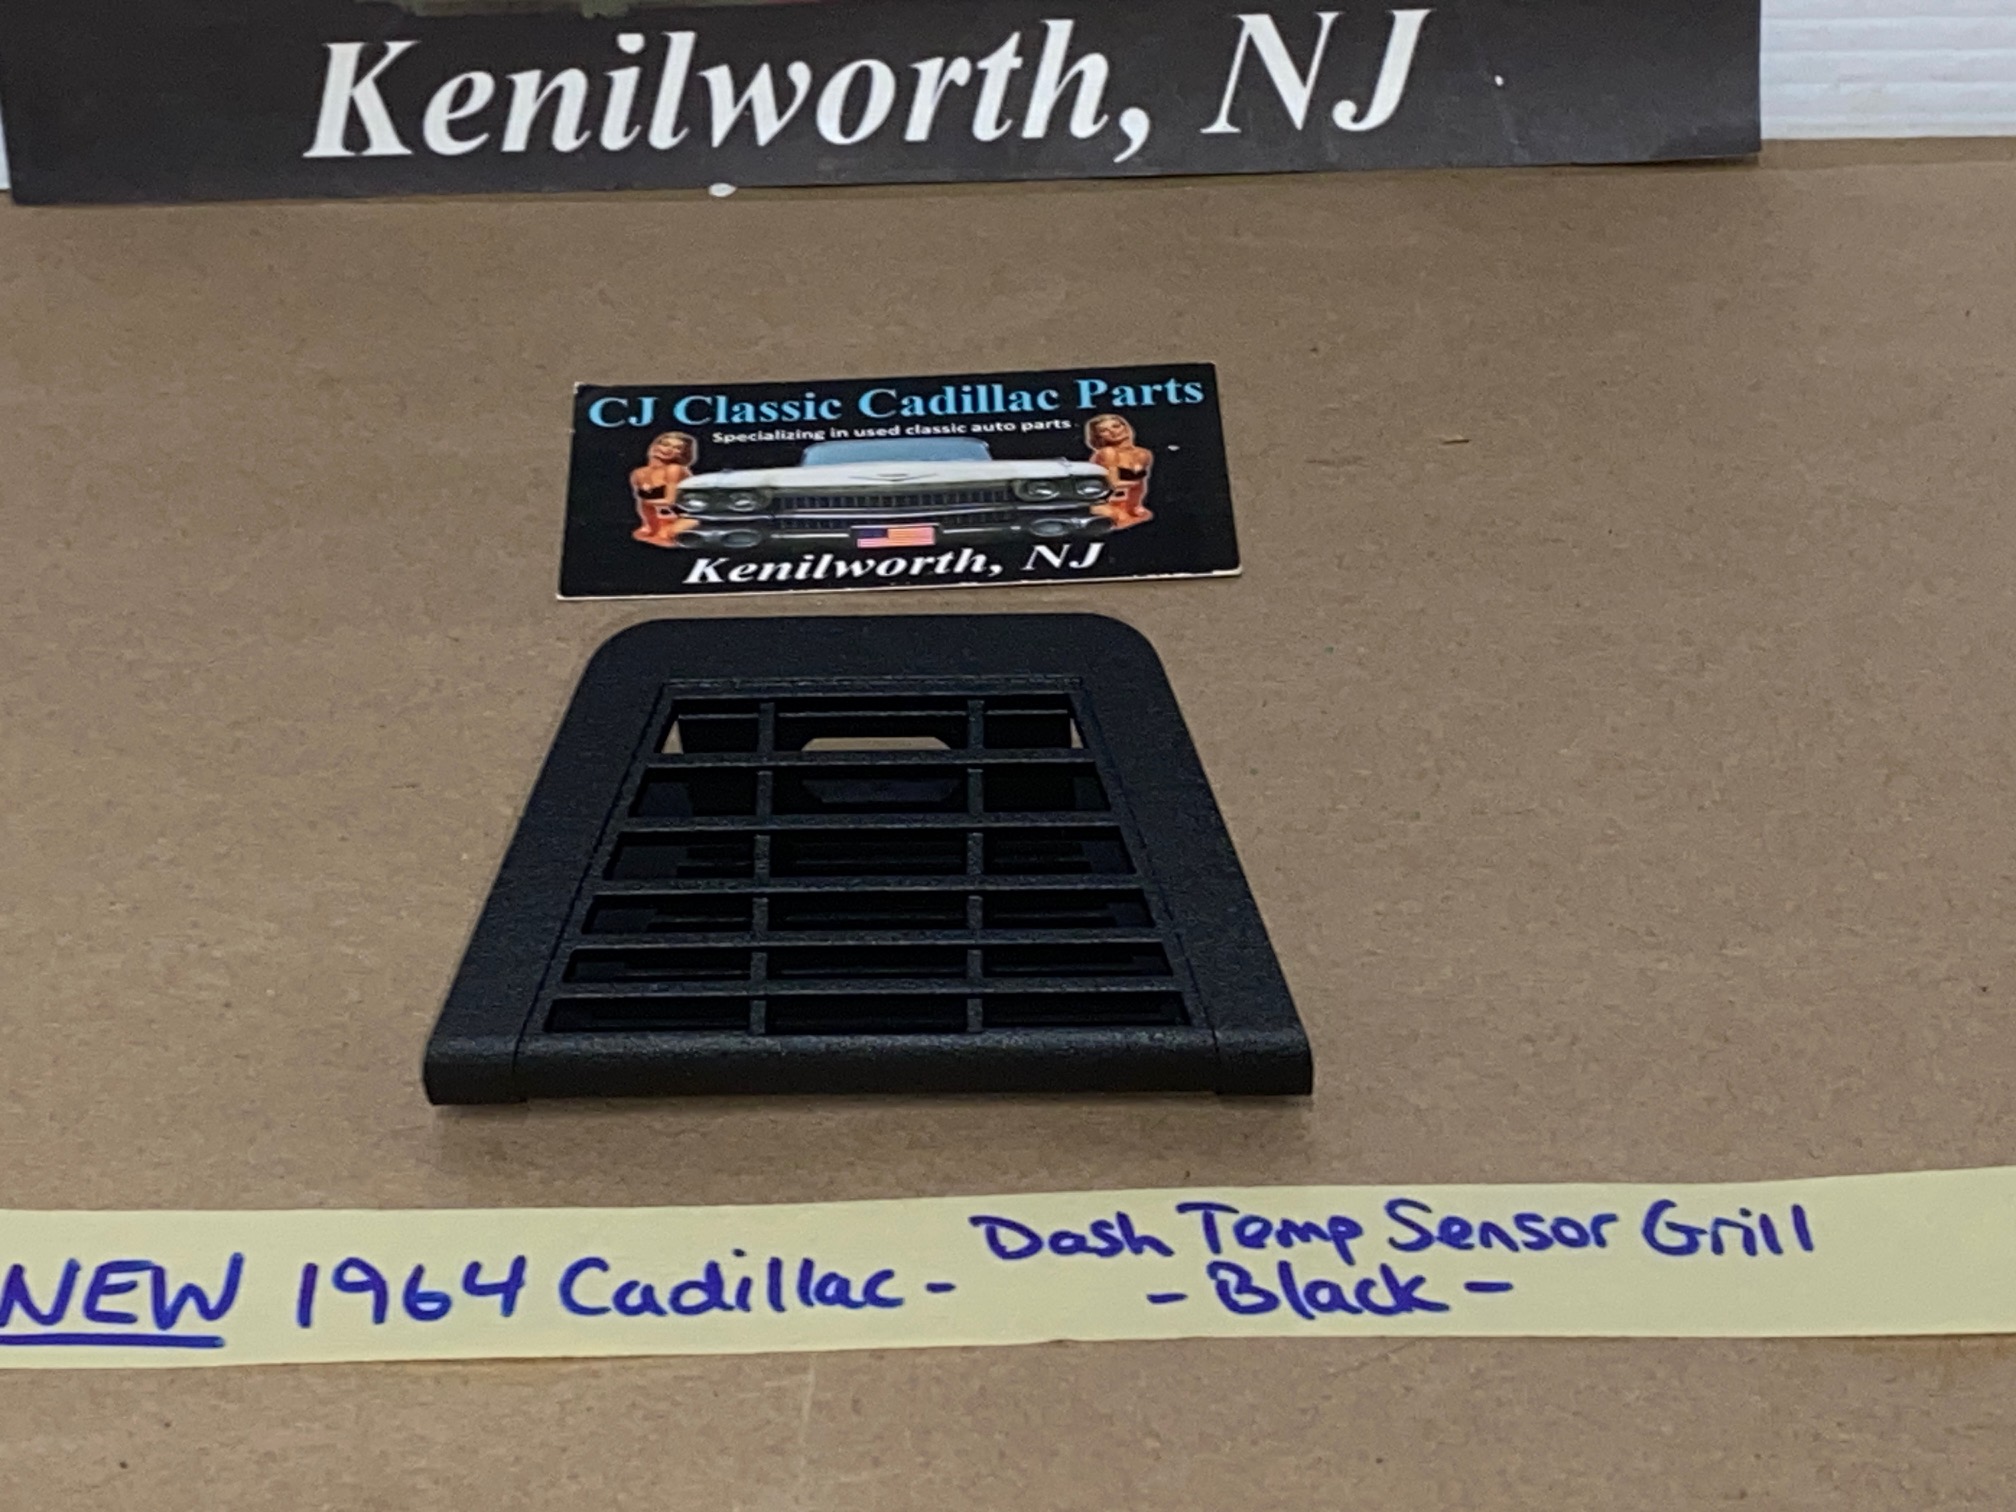 Kenilworth, NJ
CJ Classic Cadillac Parts
Specializing in used classic auto parts
Kenilworth, NJ
NEW 1964 Cadillac - Dash Temp Sensor Grill
- Black -